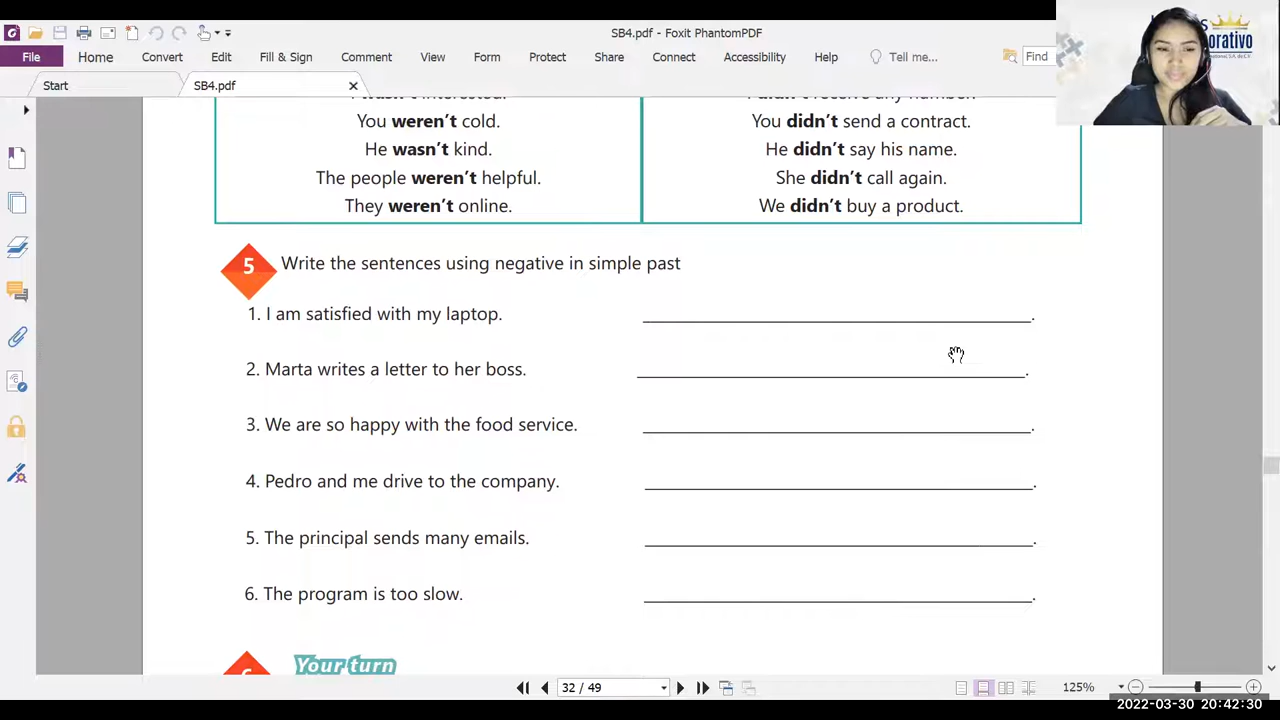 SB4.pdf - Foxit PhantomPDF
File Home Convert Edit Fill & Sign Comment View Form Protect Share Connect Accessibility Help Tell me... Find
orativo
Start SB4.pdf
You weren't cold. You didn't send a contract.
He wasn't kind. He didn't say his name.
The people weren't helpful. She didn't call again.
They weren't online. We didn't buy a product.
5 Write the sentences using negative in simple past
1. I am satisfied with my laptop. .
2. Marta writes a letter to her boss. .
3. We are so happy with the food service. .
4. Pedro and me drive to the company. .
5. The principal sends many emails. .
6. The program is too slow. .
Your turn
32 / 49 125%
2022-03-30 20:42:30